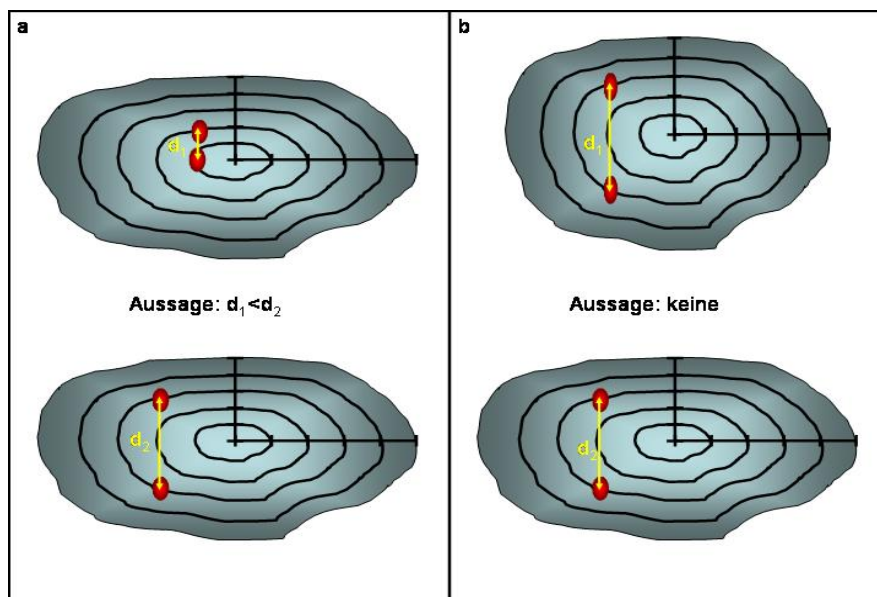 a
d₁
Aussage: d₁<d₂
d₂
b
d₁
Aussage: keine
d₂